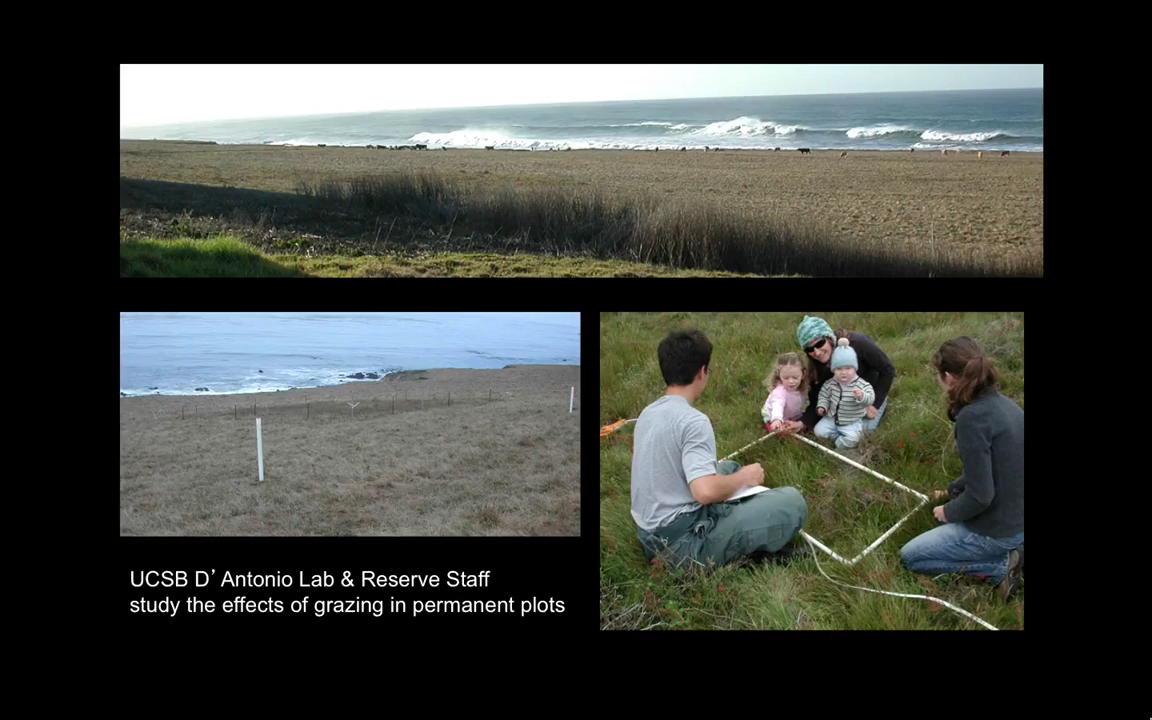 UCSB D’Antonio Lab & Reserve Staff
study the effects of grazing in permanent plots